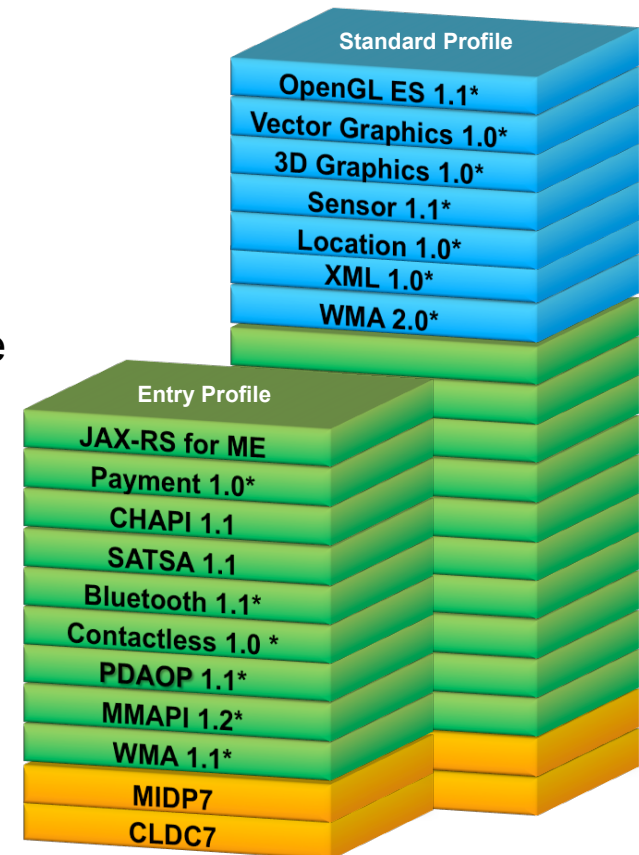 Standard Profile
OpenGL ES 1.1*
Vector Graphics 1.0*
3D Graphics 1.0*
Sensor 1.1*
Location 1.0*
XML 1.0*
WMA 2.0*
e
Entry Profile
JAX-RS for ME
Payment 1.0*
CHAPI 1.1
SATSA 1.1
Bluetooth 1.1*
Contactless 1.0 *
PDAOP 1.1*
MMAPI 1.2*
WMA 1.1*
MIDP7
CLDC7